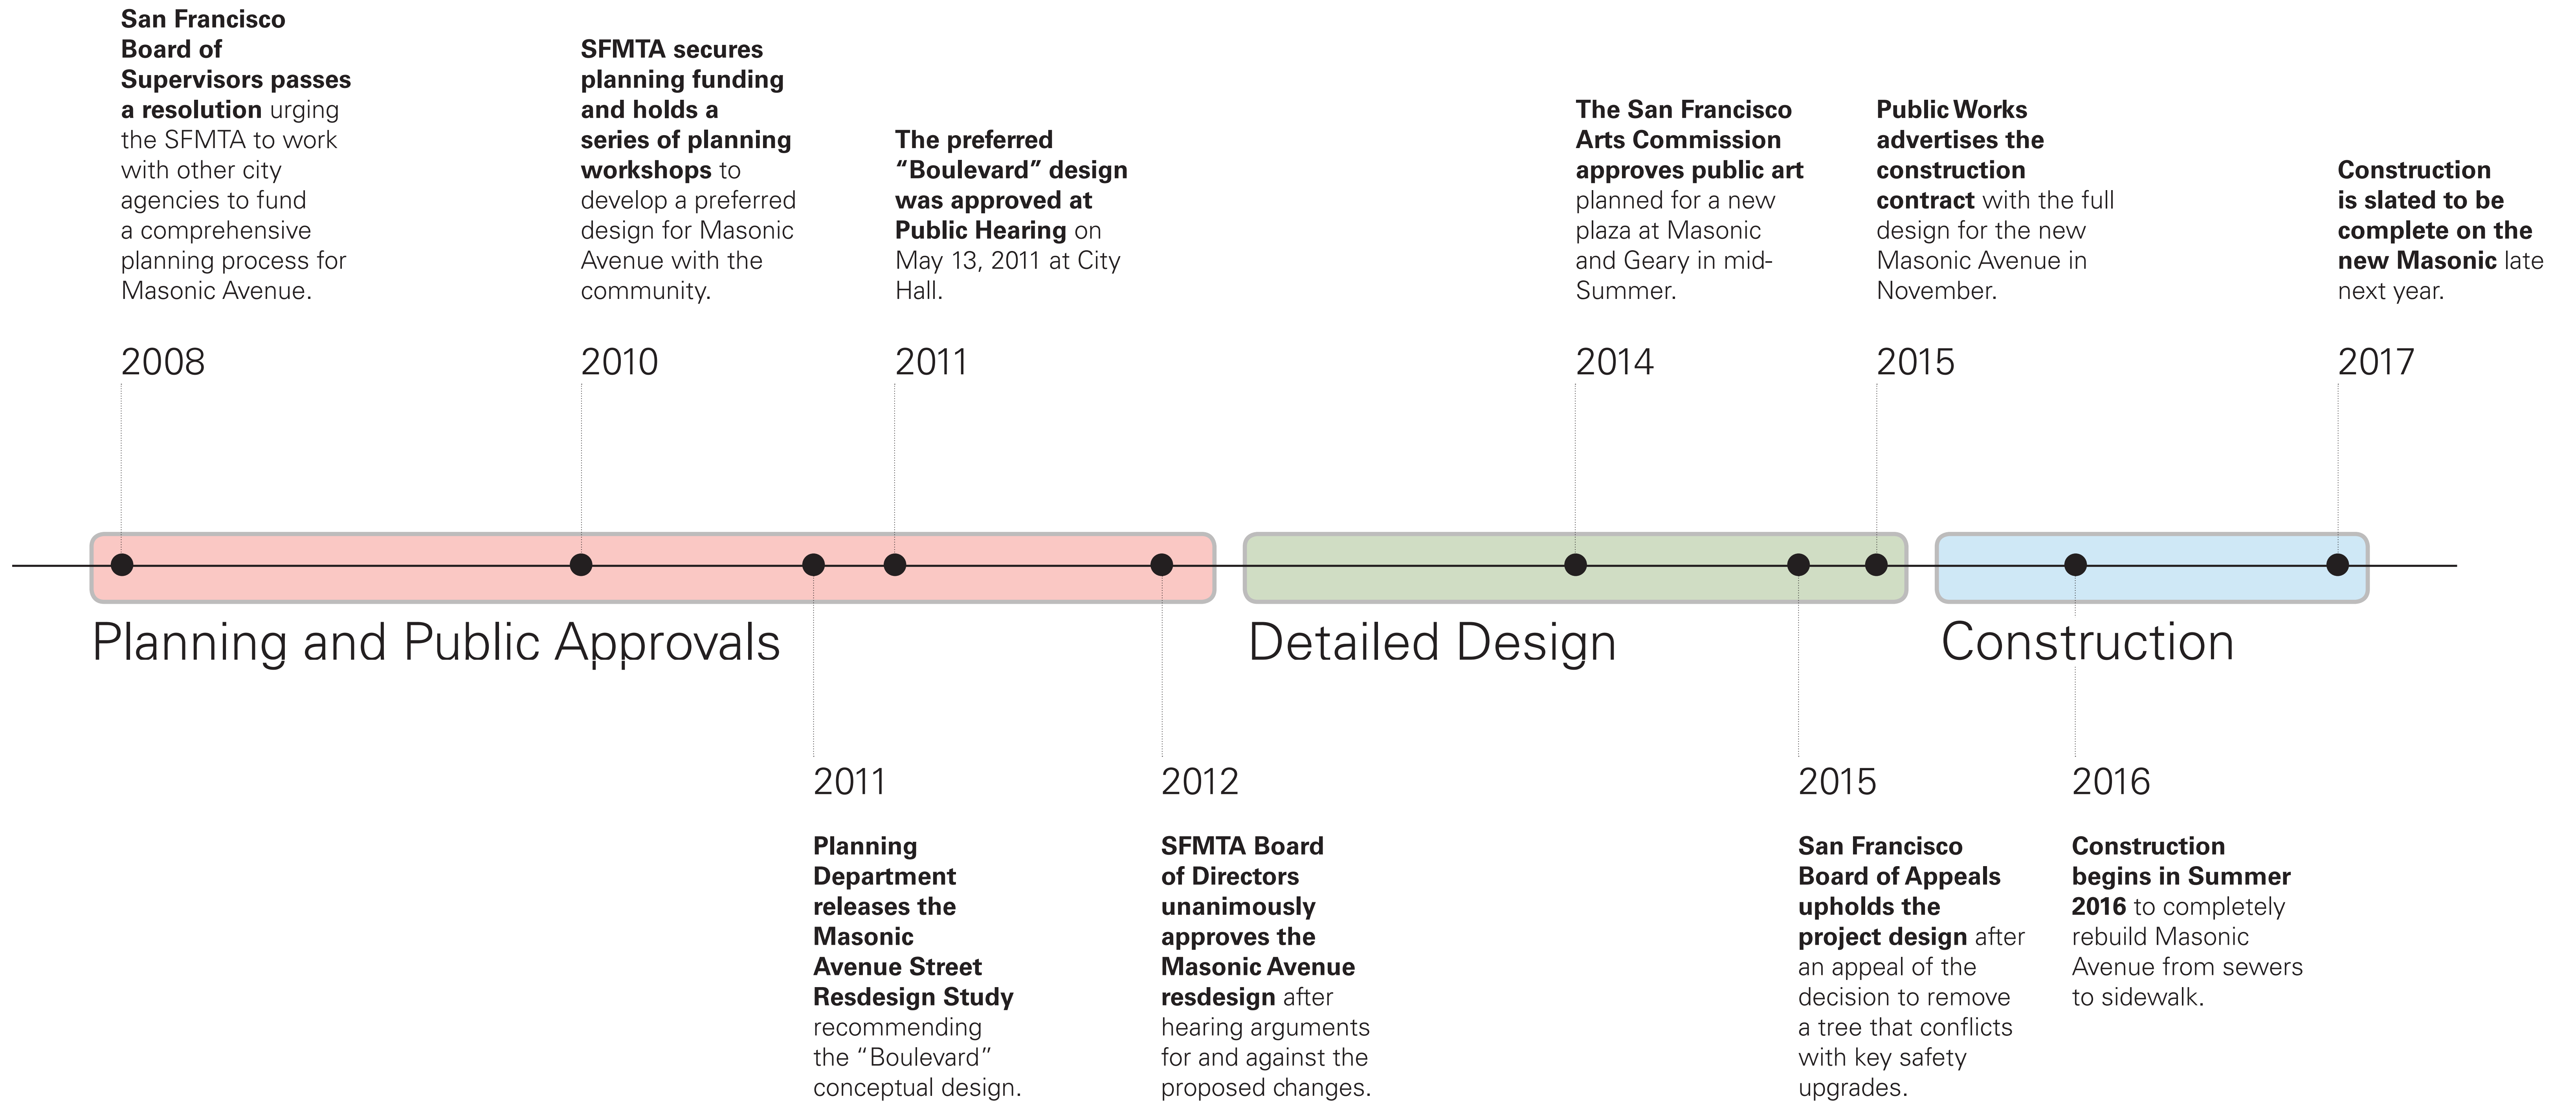 San Francisco
Board of
Supervisors passes
a resolution urging
the SFMTA to work
with other city
agencies to fund
a comprehensive
planning process for
Masonic Avenue.
2008
SFMTA secures
planning funding
and holds a
series of planning
workshops to
develop a preferred
design for Masonic
Avenue with the
community.
2010
The preferred
“Boulevard” design
was approved at
Public Hearing on
May 13, 2011 at City
Hall.
2011
The San Francisco
Arts Commission
approves public art
planned for a new
plaza at Masonic
and Geary in mid-
Summer.
2014
Public Works
advertises the
construction
contract with the full
design for the new
Masonic Avenue in
November.
2015
Construction
is slated to be
complete on the
new Masonic late
next year.
2017
Planning and Public Approvals
Detailed Design
Construction
2011
Planning
Department
releases the
Masonic
Avenue Street
Resdesign Study
recommending
the “Boulevard”
conceptual design.
2012
SFMTA Board
of Directors
unanimously
approves the
Masonic Avenue
resdesign after
hearing arguments
for and against the
proposed changes.
2015
San Francisco
Board of Appeals
upholds the
project design after
an appeal of the
decision to remove
a tree that conflicts
with key safety
upgrades.
2016
Construction
begins in Summer
2016 to completely
rebuild Masonic
Avenue from sewers
to sidewalk.